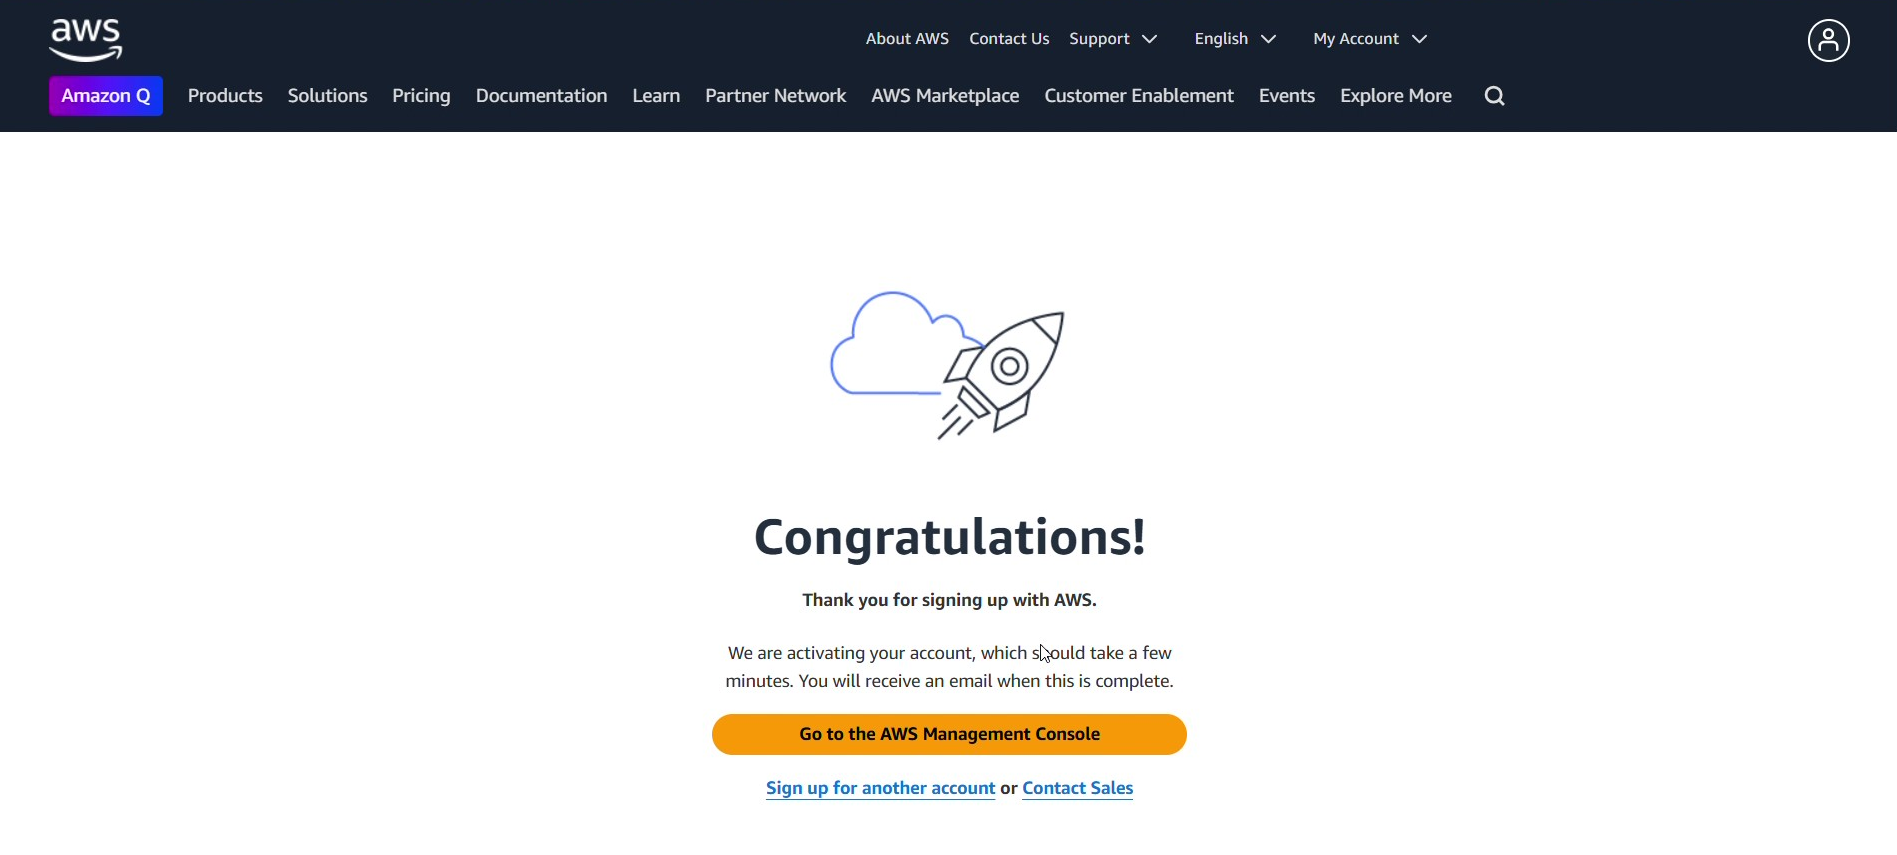 aws
About AWS Contact Us Support English My Account
Amazon Q Products Solutions Pricing Documentation Learn Partner Network AWS Marketplace Customer Enablement Events Explore More
Congratulations!
Thank you for signing up with AWS.
We are activating your account, which should take a few
minutes. You will receive an email when this is complete.
Go to the AWS Management Console
Sign up for another account or Contact Sales